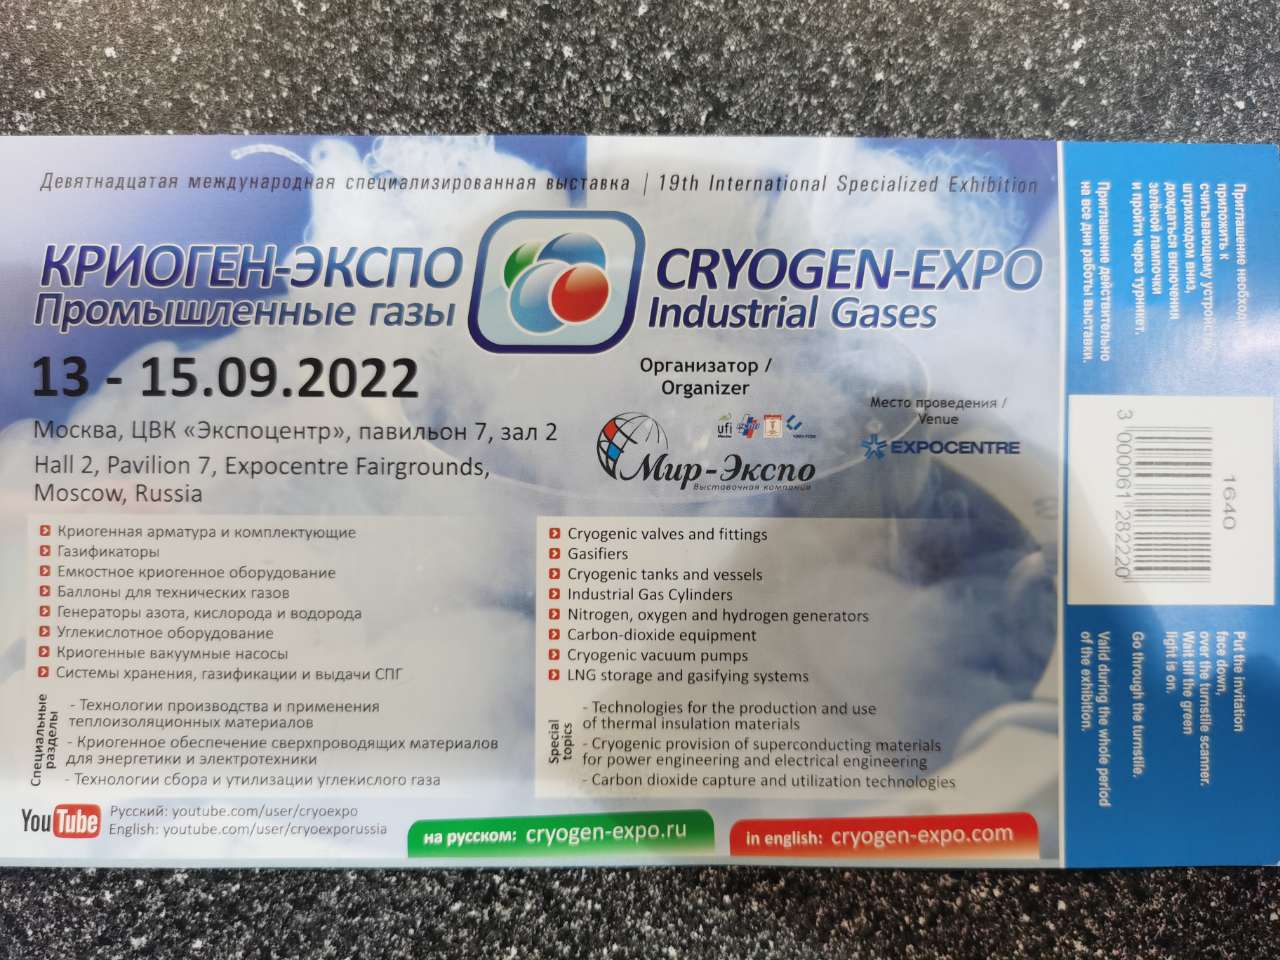 Девятнадцатая международная специализированная выставка | 19th International Specialized Exhibition
КРИОГЕН-ЭКСПО
Промышленные газы
CRYOGEN-EXPO
Industrial Gases
13 - 15.09.2022
Москва, ЦВК «Экспоцентр», павильон 7, зал 2
Hall 2, Pavilion 7, Expocentre Fairgrounds,
Moscow, Russia
Организатор /
Organizer
ufi
Мир-Экспо
Выставочная компания
Место проведения /
Venue
EXPOCENTRE
Криогенная арматура и комплектующие
Газификаторы
Емкостное криогенное оборудование
Баллоны для технических газов
Генераторы азота, кислорода и водорода
Углекислотное оборудование
Криогенные вакуумные насосы
Системы хранения, газификации и выдачи СПГ
Специальные
разделы
- Технологии производства и применения
теплоизоляционных материалов
- Криогенное обеспечение сверхпроводящих материалов
для энергетики и электротехники
- Технологии сбора и утилизации углекислого газа
Cryogenic valves and fittings
Gasifiers
Cryogenic tanks and vessels
Industrial Gas Cylinders
Nitrogen, oxygen and hydrogen generators
Carbon-dioxide equipment
Cryogenic vacuum pumps
LNG storage and gasifying systems
Special
topics
- Technologies for the production and use
of thermal insulation materials
- Cryogenic provision of superconducting materials
for power engineering and electrical engineering
- Carbon dioxide capture and utilization technologies
YouTube
Русский: youtube.com/user/cryoexpo
English: youtube.com/user/cryoexporussia
на русском: cryogen-expo.ru
in english: cryogen-expo.com
Приглашение
приложить к
считывающему
штрихкодом вниз,
дождаться включения
зелёной лампочки
и пройти через турникет.
Приглашение действительно
на все дни работы выставки.
1640
3 000061 282220
Put the invitation
face down,
over the turnstile scanner.
Wait till the green
light is on.
Go through the turnstile.
Valid during the whole period
of the exhibition.